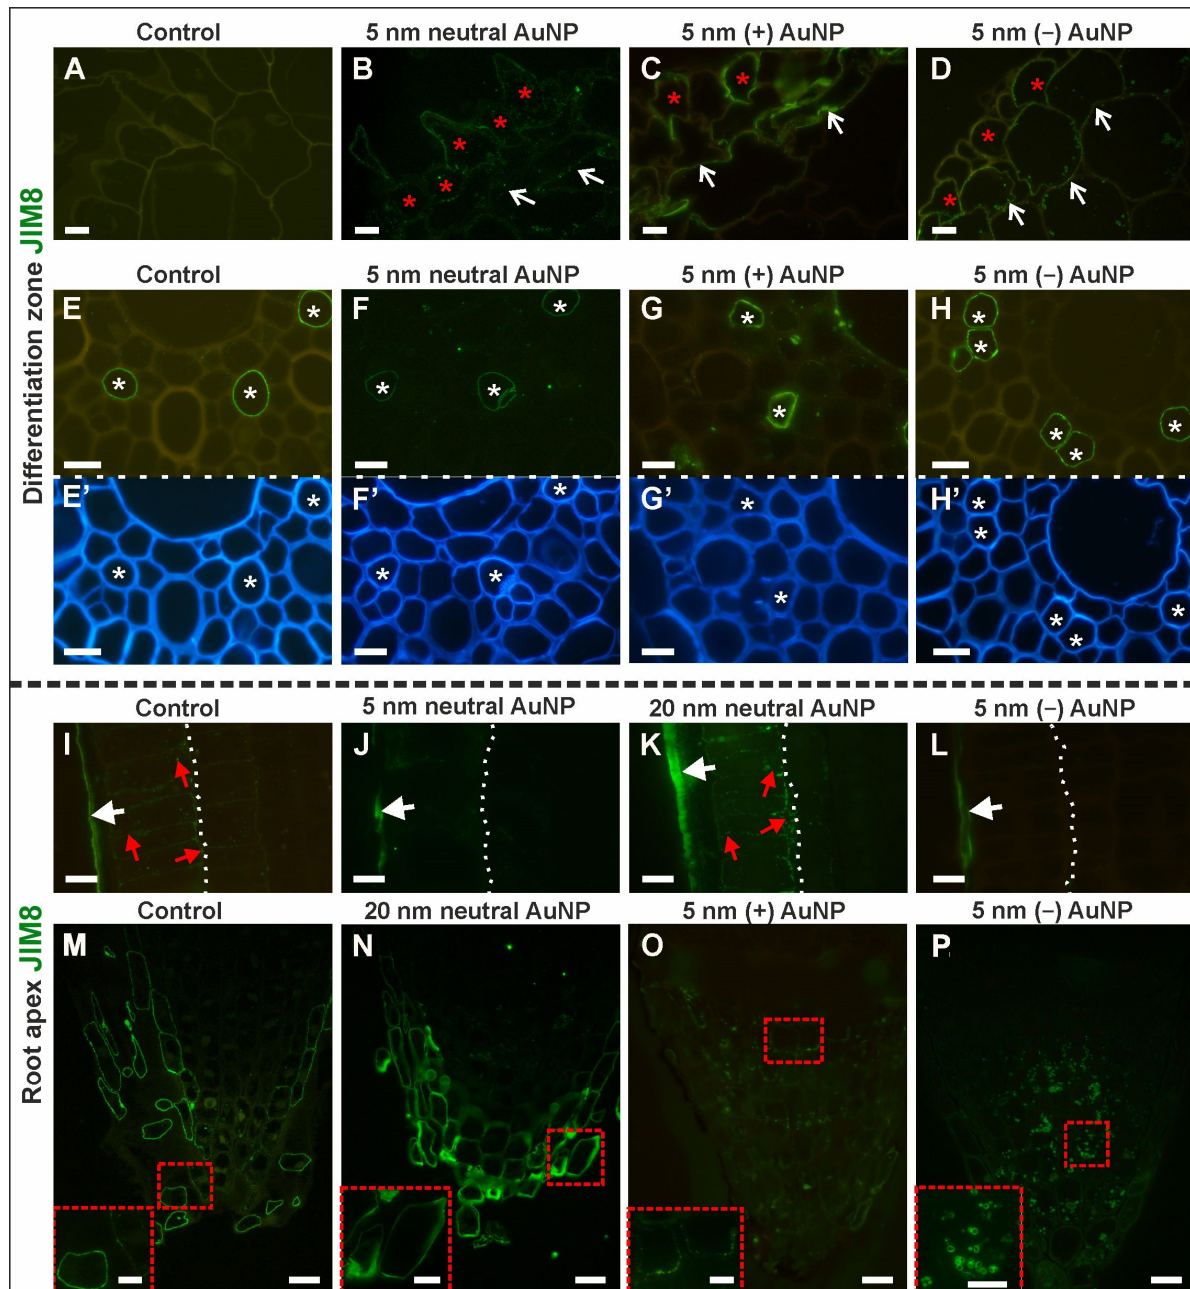 Differentiation zone JIM8
Control 5 nm neutral AuNP 5 nm (+) AuNP 5 nm (−) AuNP
A B C D
* * * * * * * * * *
Control 5 nm neutral AuNP 5 nm (+) AuNP 5 nm (−) AuNP
E F G H
* * * * * * * * * * * * *
E’ F’ G’ H’
* * * * * * * * * * * * *
Root apex JIM8
Control 5 nm neutral AuNP 20 nm neutral AuNP 5 nm (−) AuNP
I J K L
Control 20 nm neutral AuNP 5 nm (+) AuNP 5 nm (−) AuNP
M N O P